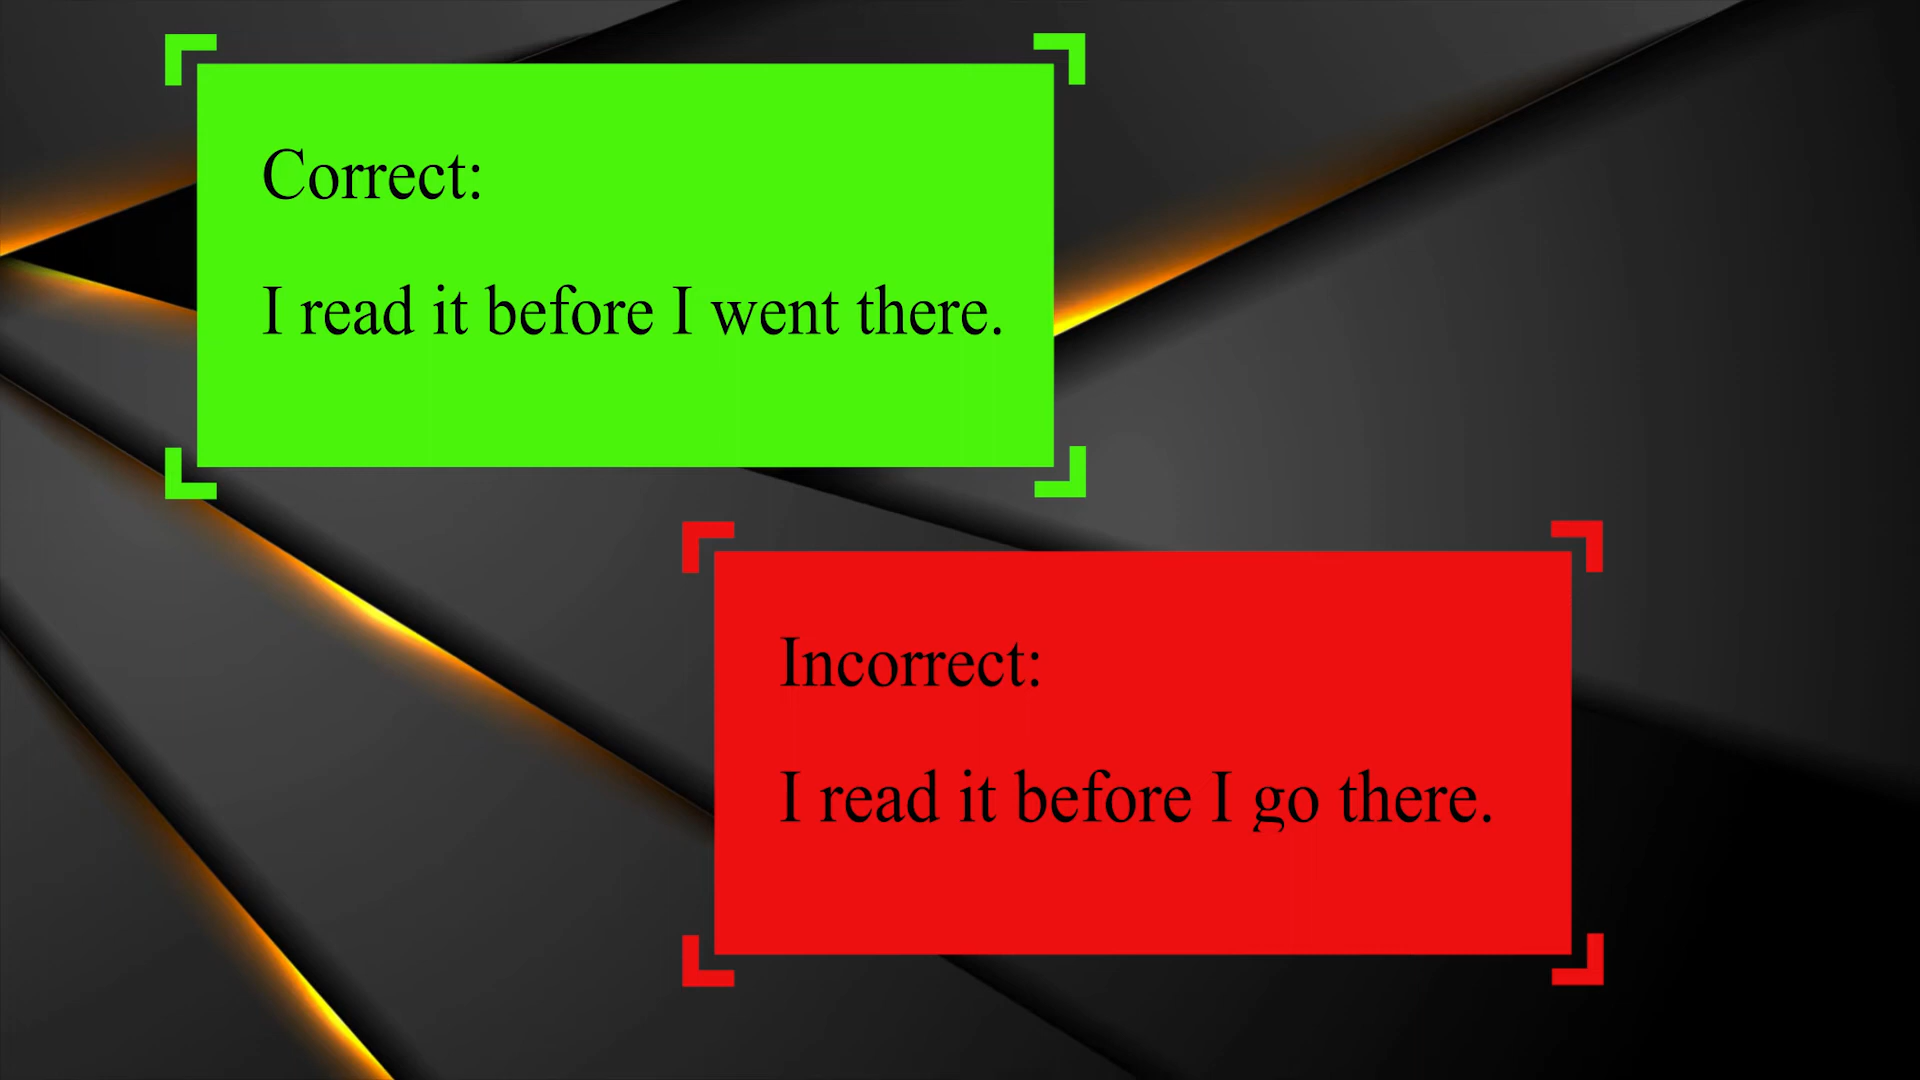 Correct:
I read it before I went there.
Incorrect:
I read it before I go there.